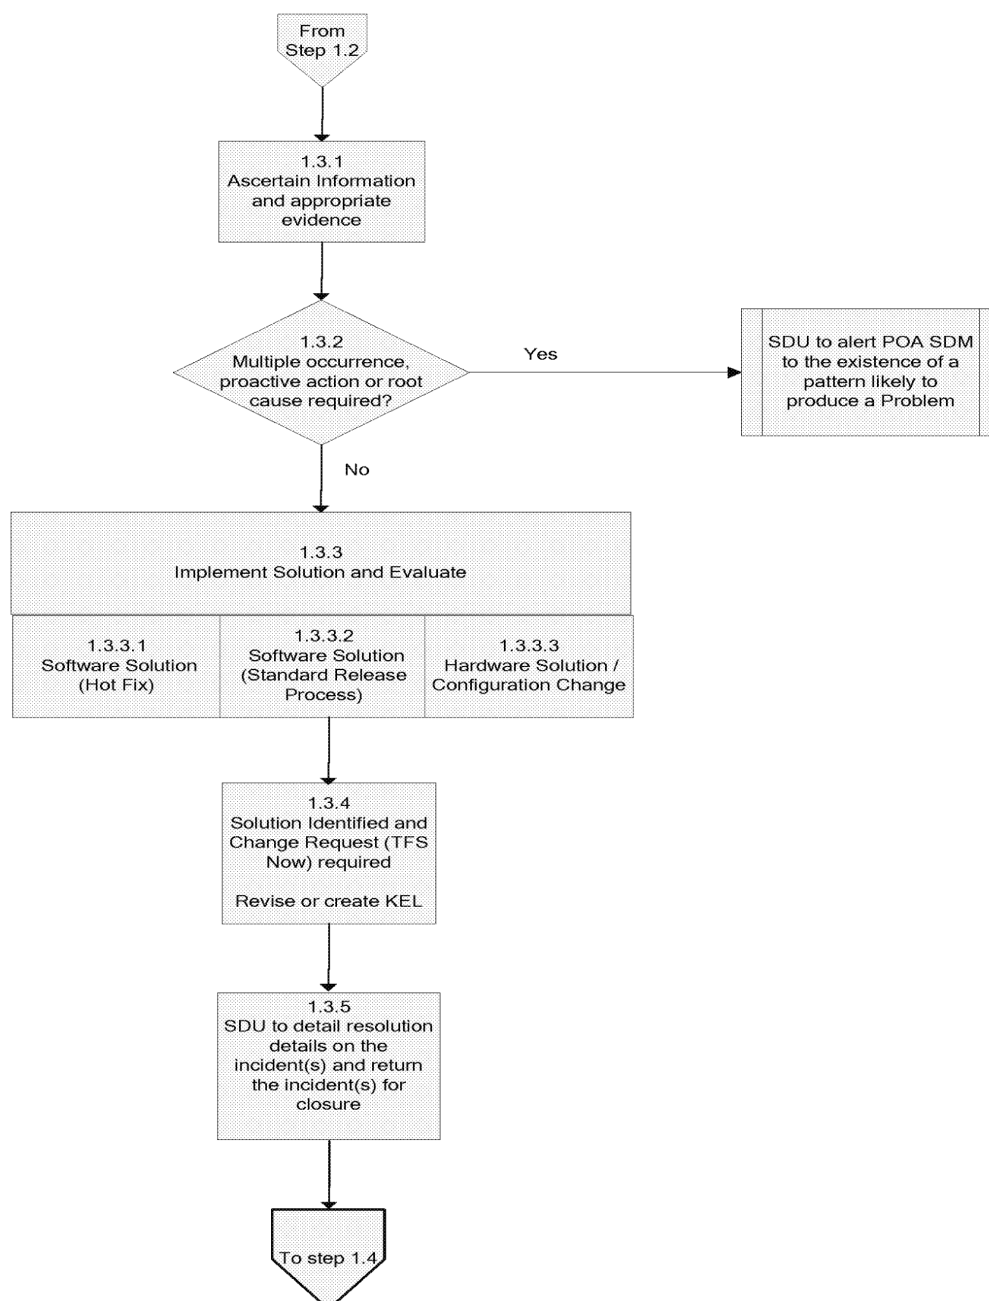 From
Step 1.2
1.3.1
Ascertain Information
and appropriate
evidence
1.3.2
Multiple occurrence,
proactive action or root
cause required?
Yes
SDU to alert POA SDM
to the existence of a
pattern likely to
produce a Problem
No
1.3.3
Implement Solution and Evaluate
1.3.3.1
Software Solution
(Hot Fix)
1.3.3.2
Software Solution
(Standard Release
Process)
1.3.3.3
Hardware Solution /
Configuration Change
1.3.4
Solution Identified and
Change Request (TFS
Now) required
Revise or create KEL
1.3.5
SDU to detail resolution
details on the
incident(s) and return
the incident(s) for
closure
To step 1.4